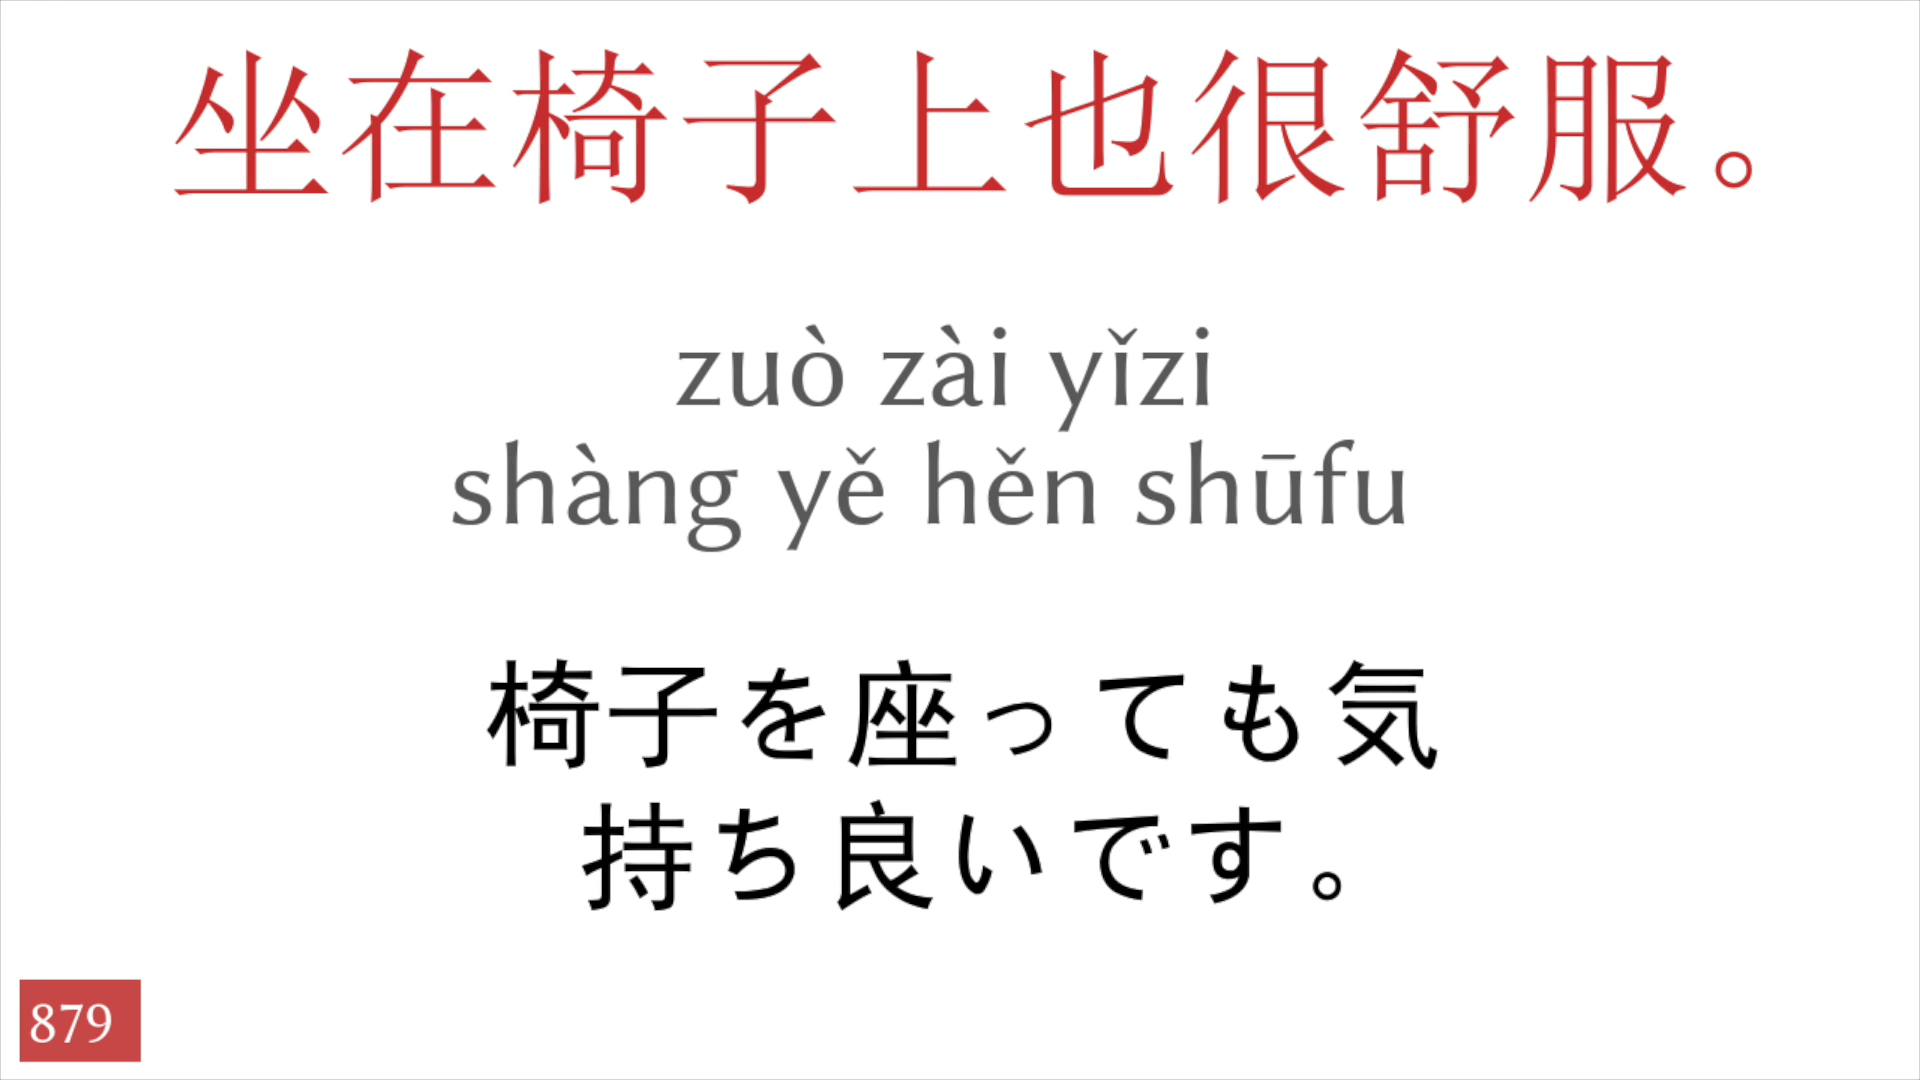 坐在椅子上也很舒服。
zuò zài yǐzi
shàng yě hěn shūfu
椅子を座っても気
持ち良いです。
879